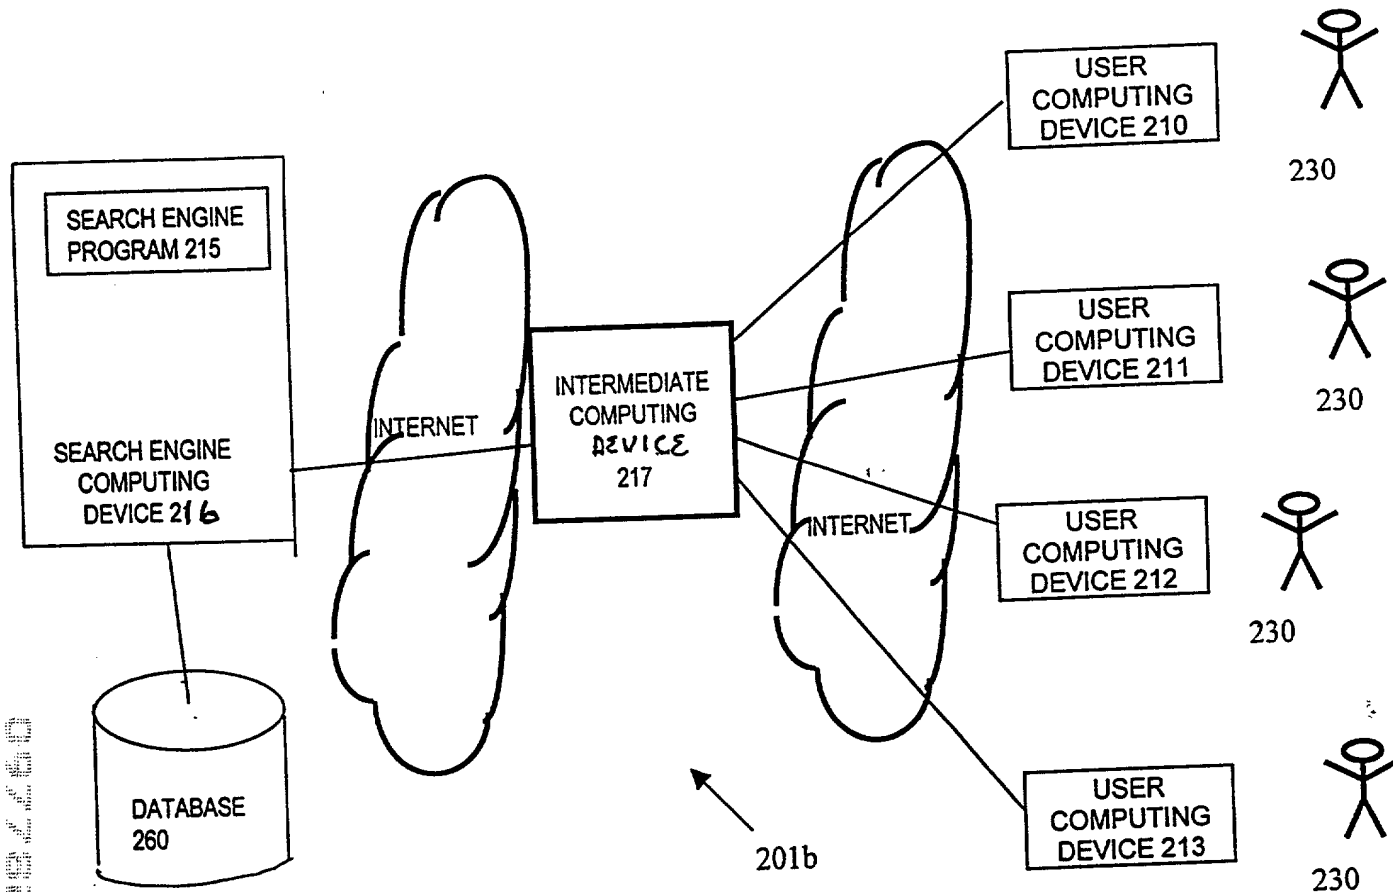 SEARCH ENGINE
PROGRAM 215
SEARCH ENGINE
COMPUTING
DEVICE 216
DATABASE
260
INTERNET
INTERMEDIATE
COMPUTING
DEVICE
217
INTERNET
201b
USER
COMPUTING
DEVICE 210
230
USER
COMPUTING
DEVICE 211
230
USER
COMPUTING
DEVICE 212
230
USER
COMPUTING
DEVICE 213
230